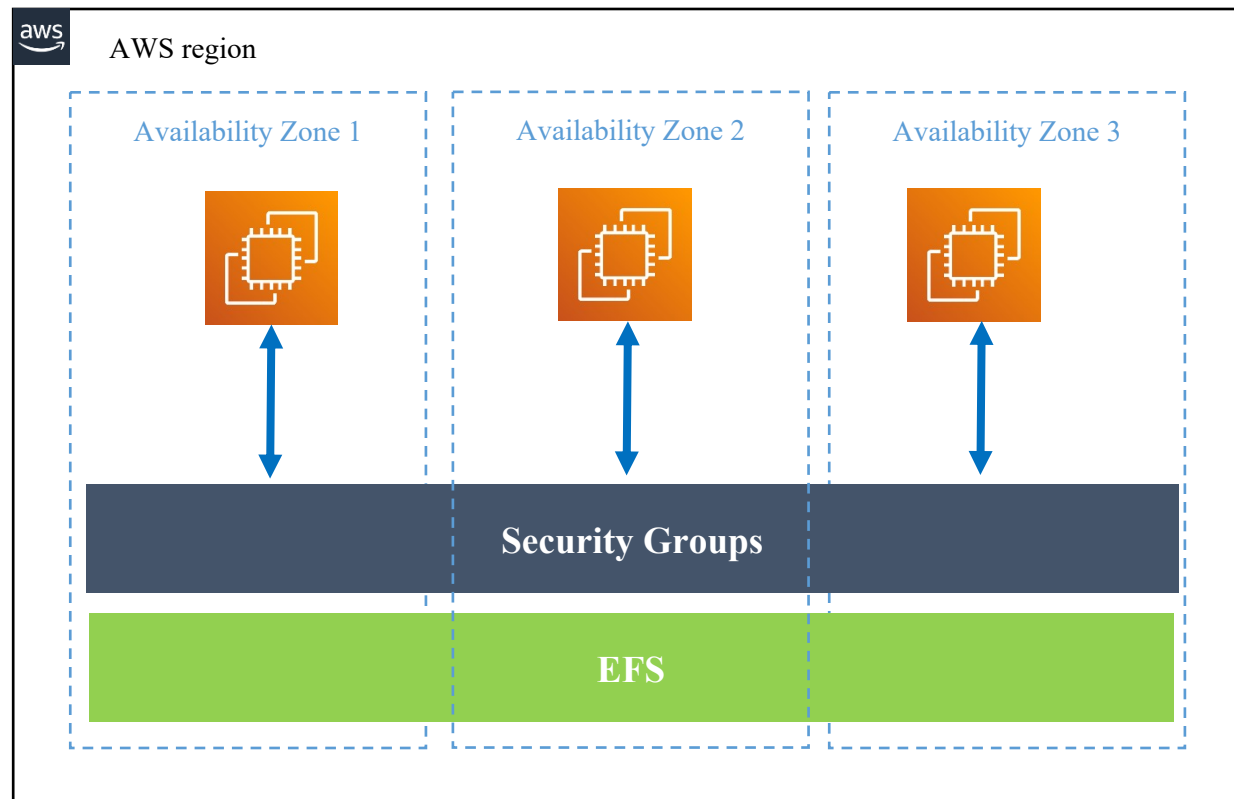 aws
AWS region
Availability Zone 1
Availability Zone 2
Availability Zone 3
Security Groups
EFS